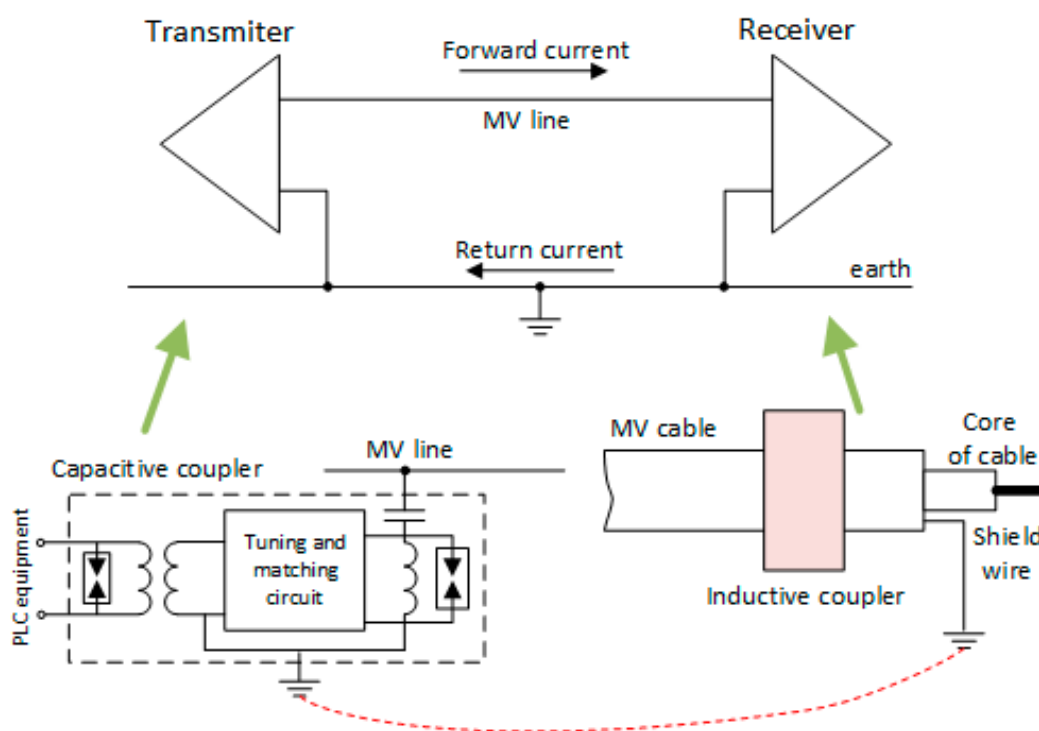 Transmiter
Receiver
Forward current
MV line
Return current
earth
MV line
Capacitive coupler
PLC equipment
Tuning and
matching
circuit
MV cable
Core
of cable
Shield
wire
Inductive coupler